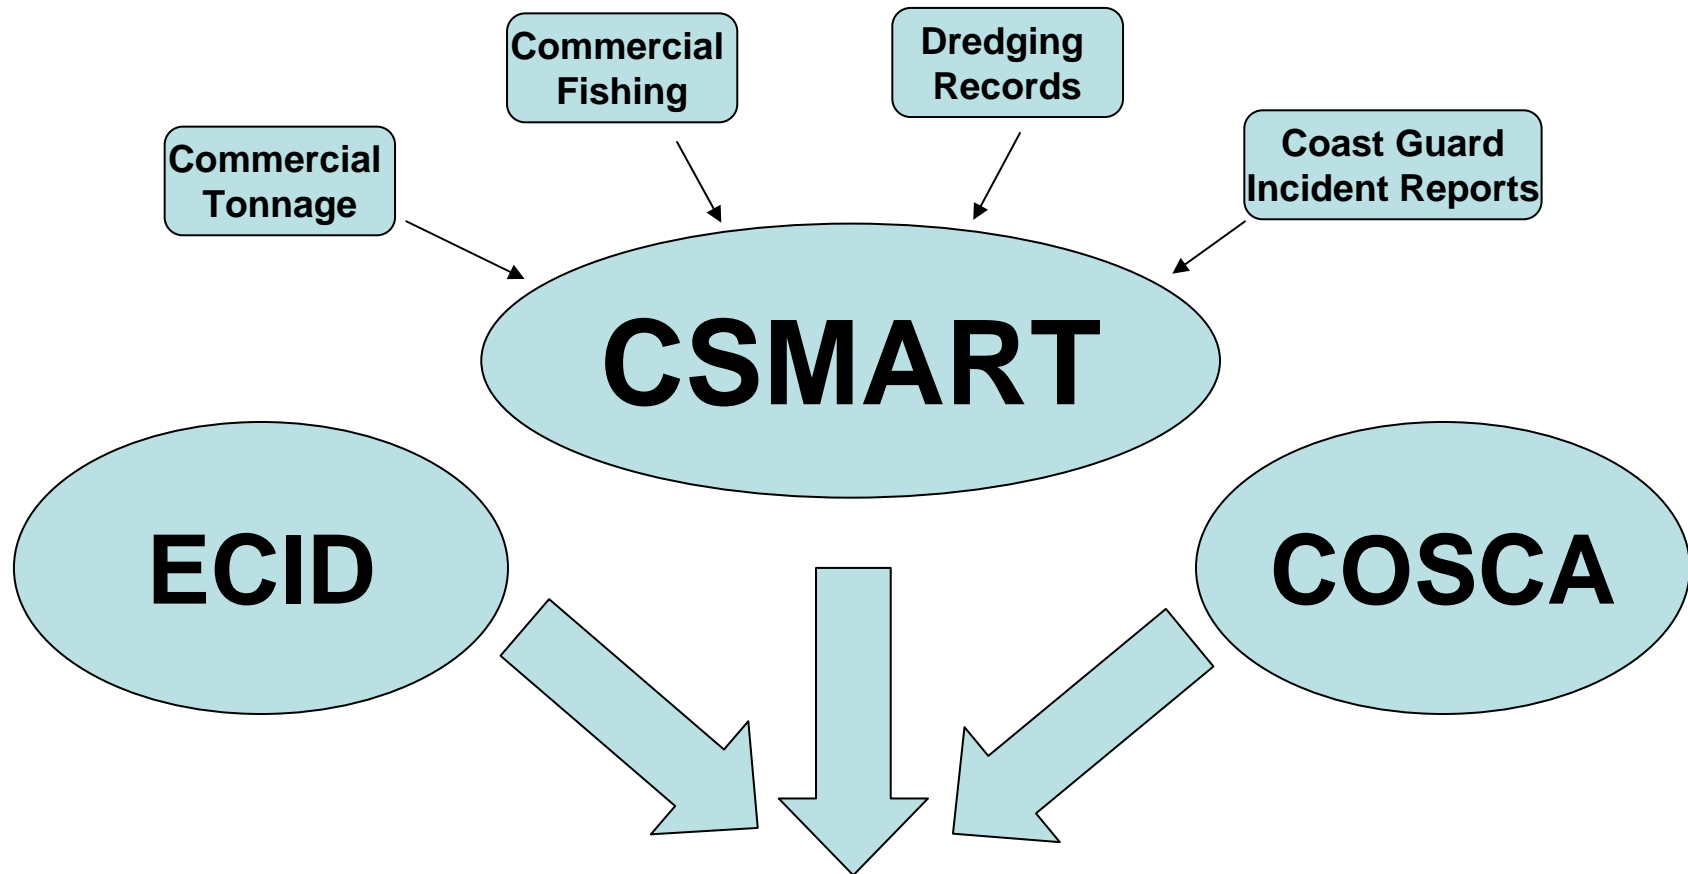 Commercial
Fishing
Dredging
Records
Commercial
Tonnage
Coast Guard
Incident Reports
CSMART
ECID
COSCA